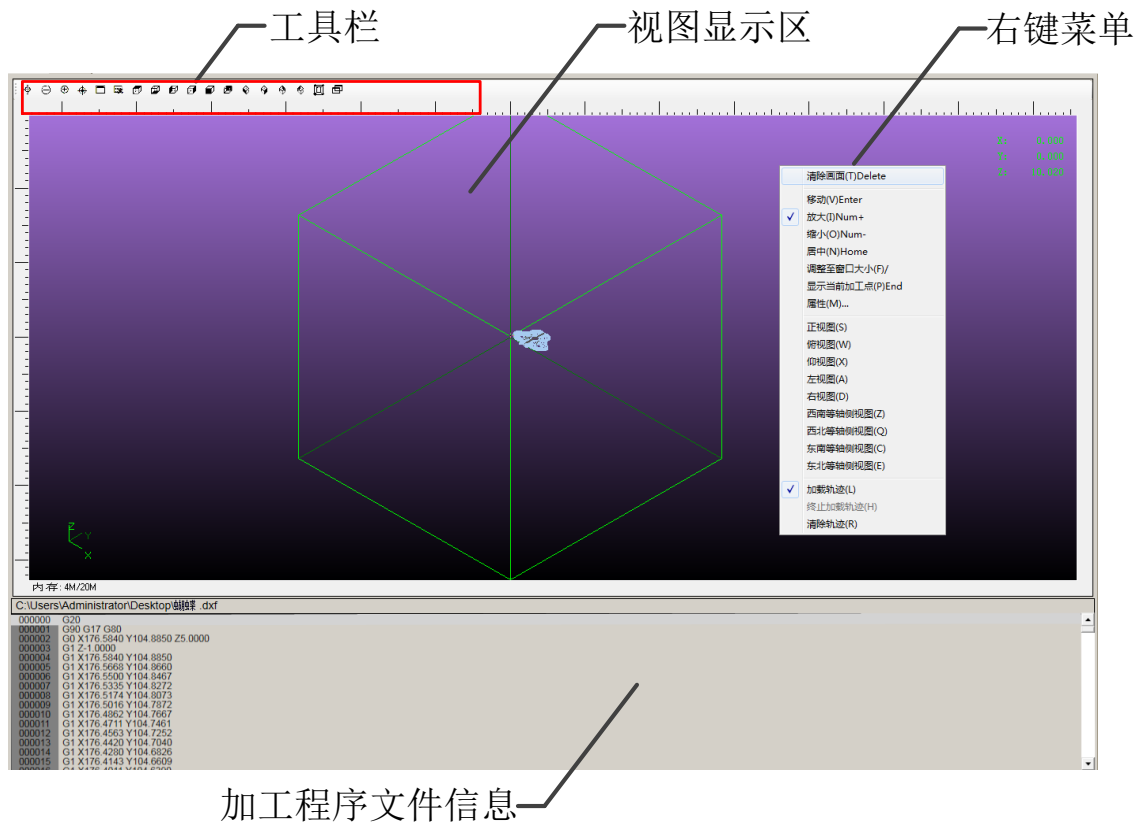 工具栏
视图显示区
右键菜单
10.020
清除画面(T)Delete
移动(V)Enter
放大(I)Num+
缩小(O)Num-
居中(N)Home
调整至窗口大小(F)/
显示当前加工点(P)End
属性(M)...
正视图(S)
俯视图(W)
仰视图(X)
左视图(A)
右视图(D)
西南等轴侧视图(Z)
西北等轴侧视图(Q)
东南等轴侧视图(C)
东北等轴侧视图(E)
加载轨迹(L)
终止加载轨迹(H)
清除轨迹(R)
Z
Y
X
内存:4M/20M
C:\Users\Administrator\Desktop\蝴蝶 .dxf
000000 G20
000001 G90 G17 G80
000002 G0 X176.5840 Y104.8850 Z5.0000
000003 G1 Z-1.0000
000004 G1 X176.5840 Y104.8850
000005 G1 X176.5668 Y104.8660
000006 G1 X176.5500 Y104.8467
000007 G1 X176.5335 Y104.8272
000008 G1 X176.5174 Y104.8073
000009 G1 X176.5016 Y104.7872
000010 G1 X176.4862 Y104.7667
000011 G1 X176.4711 Y104.7461
000012 G1 X176.4563 Y104.7252
000013 G1 X176.4420 Y104.7040
000014 G1 X176.4280 Y104.6826
000015 G1 X176.4143 Y104.6609
加工程序文件信息